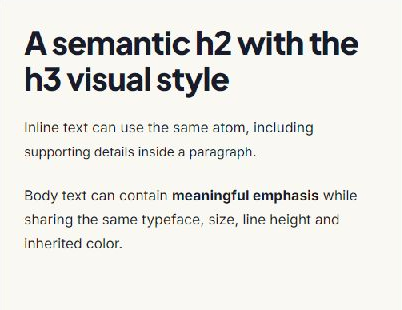 A semantic h2 with the
h3 visual style
Inline text can use the same atom, including
supporting details inside a paragraph.
Body text can contain meaningful emphasis while
sharing the same typeface, size, line height and
inherited color.